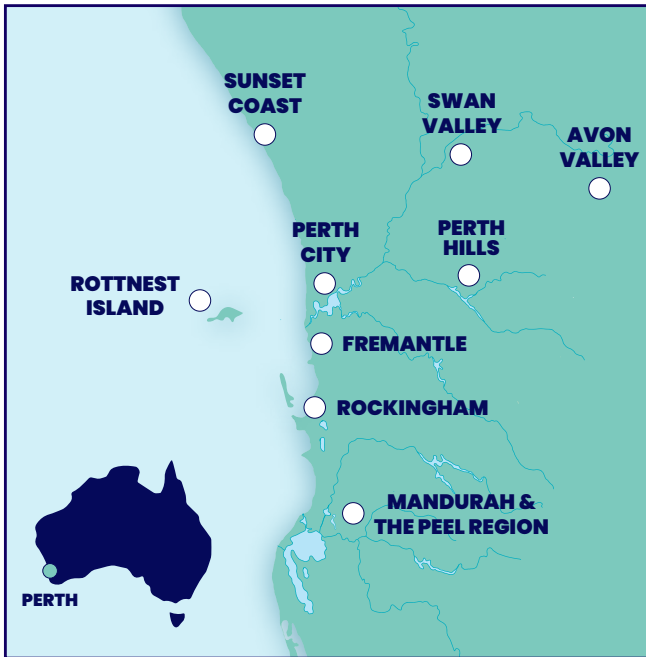 SUNSET
COAST
SWAN
VALLEY
AVON
VALLEY
PERTH
CITY
PERTH
HILLS
ROTTNEST
ISLAND
FREMANTLE
ROCKINGHAM
MANDURAH &
THE PEEL REGION
PERTH